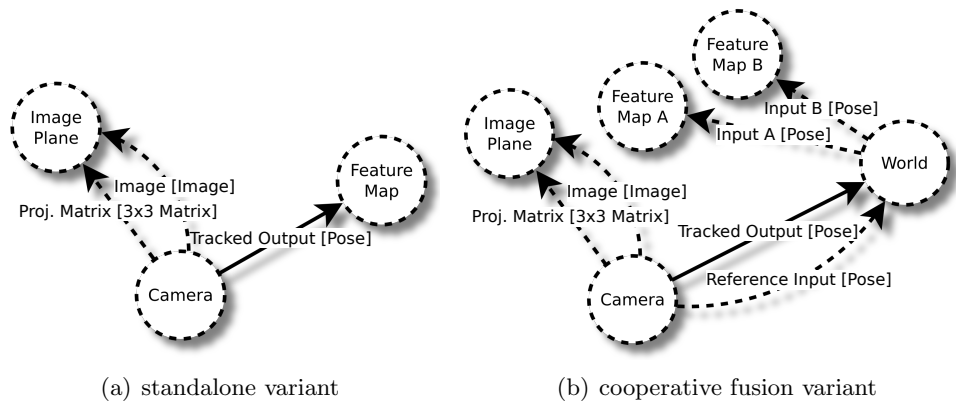 Image
Plane
Feature
Map
Image [Image]
Proj. Matrix [3x3 Matrix]
Tracked Output [Pose]
Camera
(a) standalone variant
Feature
Map B
Feature
Map A
Image
Plane
Input B [Pose]
Input A [Pose]
World
Image [Image]
Proj. Matrix [3x3 Matrix]
Tracked Output [Pose]
Reference Input [Pose]
Camera
(b) cooperative fusion variant